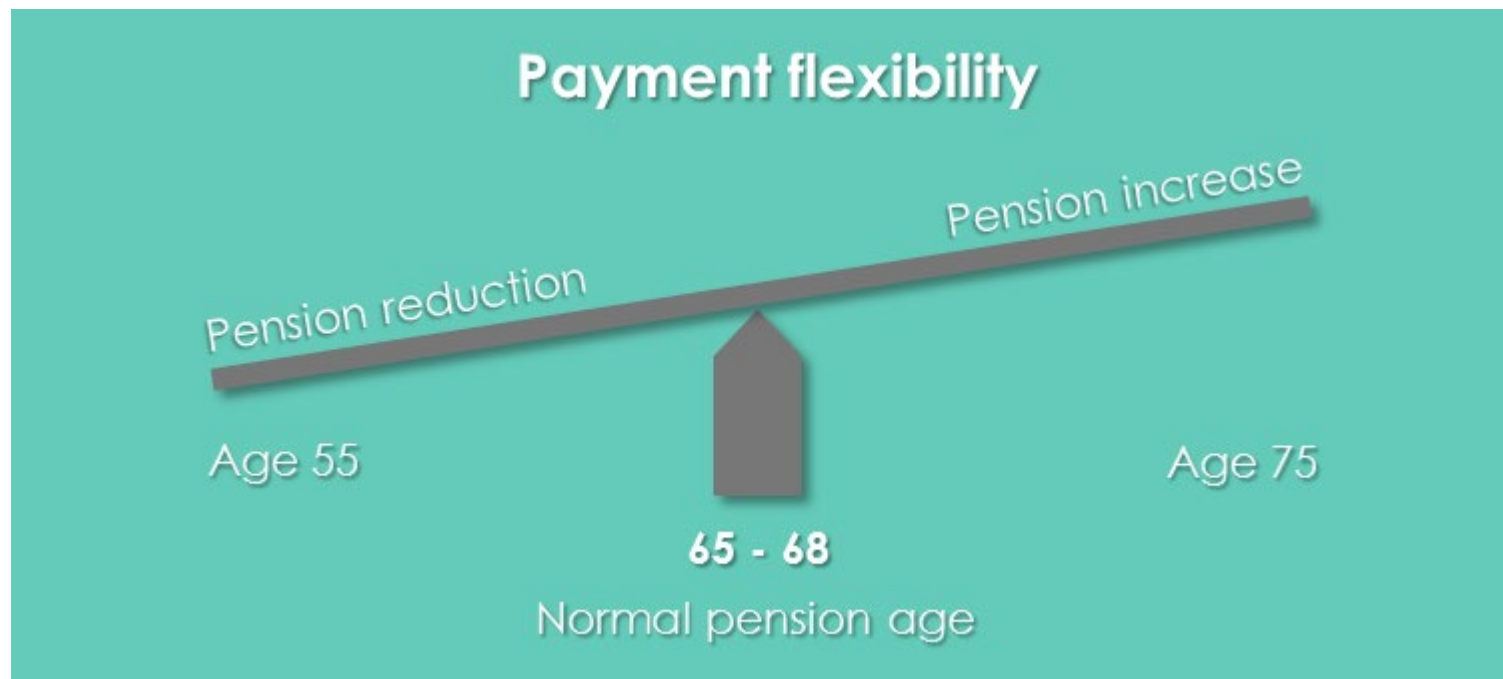 Payment flexibility
Pension increase
Pension reduction
Age 55
Age 75
65 - 68
Normal pension age